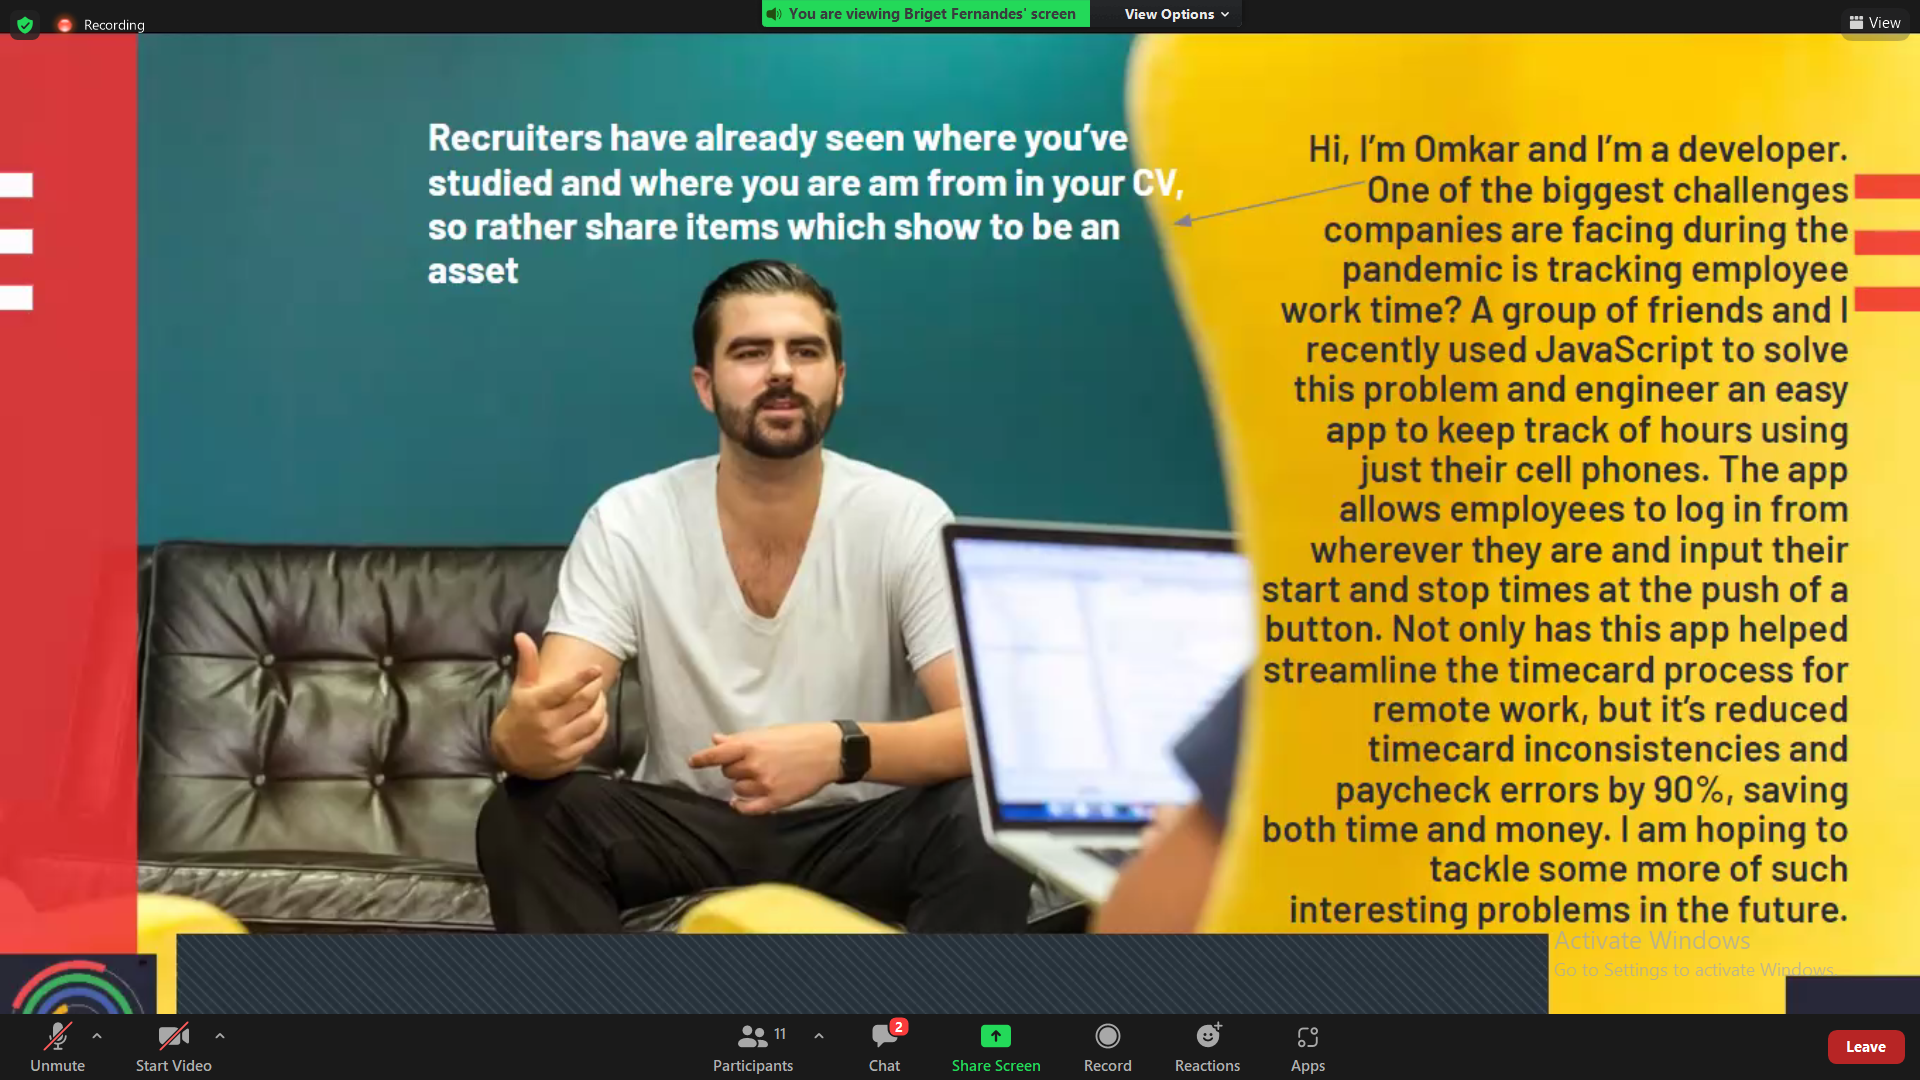 Recording
You are viewing Briget Fernandes' screen
View Options
View
Recruiters have already seen where you've
studied and where you are am from in your CV,
so rather share items which show to be an
asset
Hi, I'm Omkar and I'm a developer.
One of the biggest challenges
companies are facing during the
pandemic is tracking employee
work time? A group of friends and I
recently used JavaScript to solve
this problem and engineer an easy
app to keep track of hours using
just their cell phones. The app
allows employees to log in from
wherever they are and input their
start and stop times at the push of a
button. Not only has this app helped
streamline the timecard process for
remote work, but it's reduced
timecard inconsistencies and
paycheck errors by 90%, saving
both time and money. I am hoping to
tackle some more of such
interesting problems in the future.
Activate Windows
Go to Settings to activate Windows.
Unmute
Start Video
11
Participants
2
Chat
Share Screen
Record
Reactions
Apps
Leave